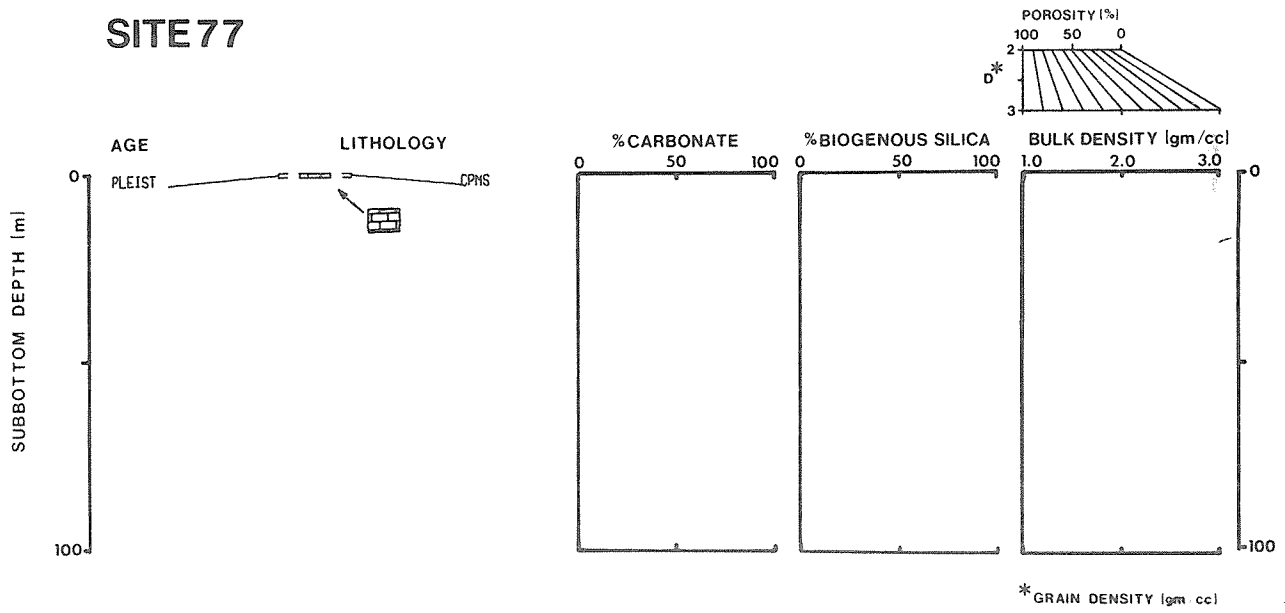 SITE 77
POROSITY (%)
100 50 0
2
D*
3
AGE
LITHOLOGY
%CARBONATE
%BIOGENOUS SILICA
BULK DENSITY (gm/cc)
0 50 100
0 50 100
1.0 2.0 3.0
0
PLEIST
CPNS
0
SUBBOTTOM DEPTH (m)
100
100
*GRAIN DENSITY (gm cc)